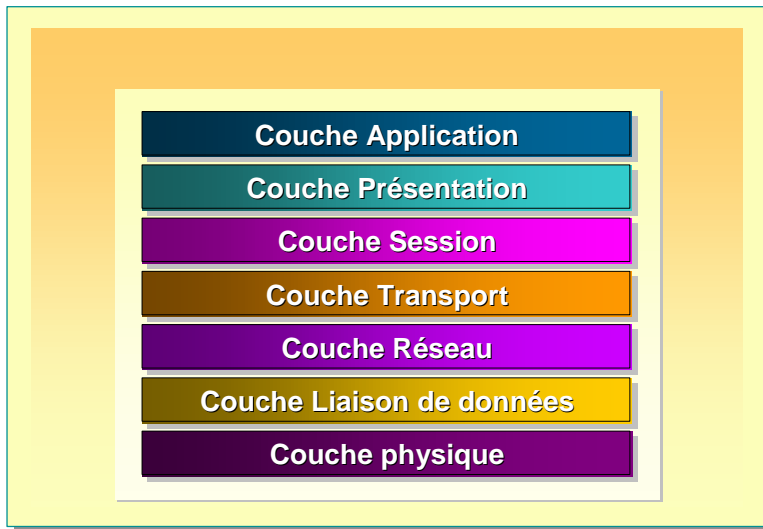 Couche Application
Couche Présentation
Couche Session
Couche Transport
Couche Réseau
Couche Liaison de données
Couche physique